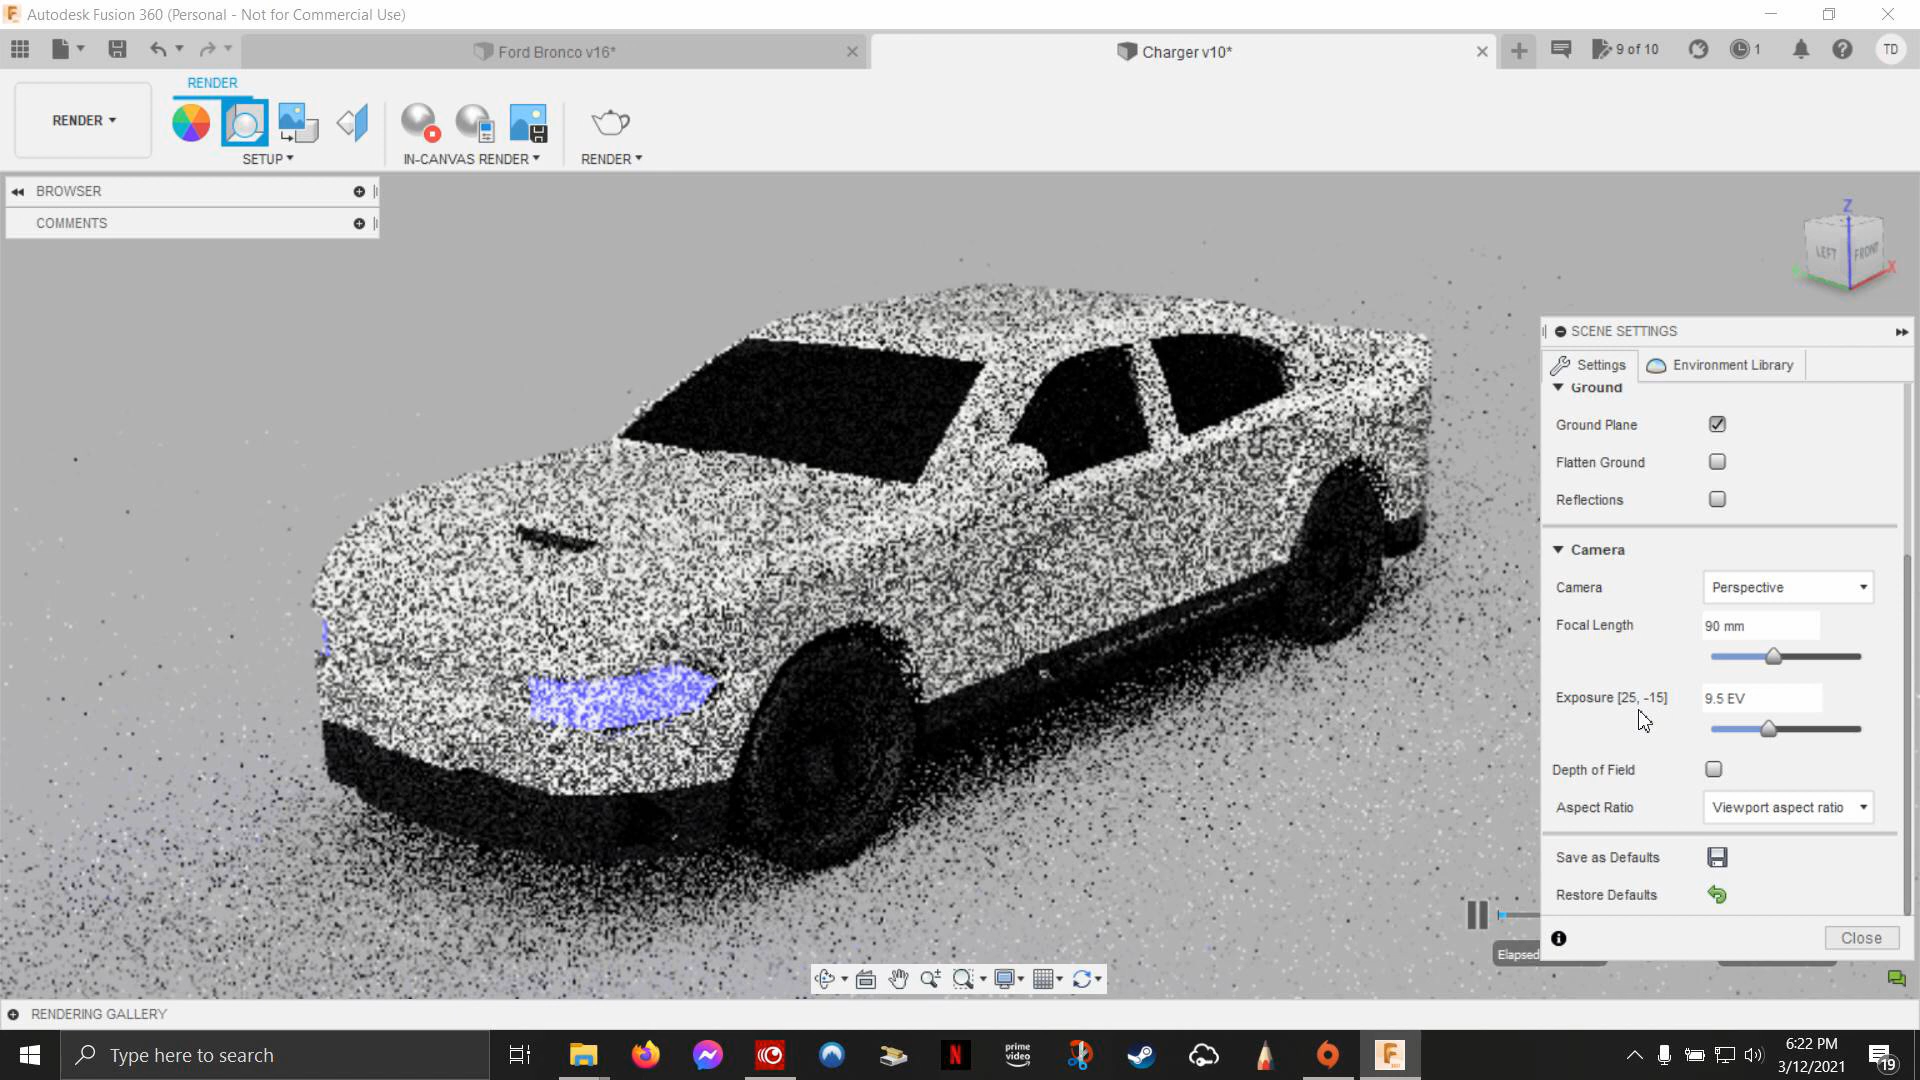 Autodesk Fusion 360 (Personal - Not for Commercial Use)
Ford Bronco v16*
Charger v10*
9 of 10
1
TD
RENDER
RENDER
SETUP
IN-CANVAS RENDER
RENDER
BROWSER
COMMENTS
Z
LEFT
FRONT
X
SCENE SETTINGS
Settings
Environment Library
Ground
Ground Plane
Flatten Ground
Reflections
Camera
Camera
Perspective
Focal Length
90 mm
Exposure [25, -15]
9.5 EV
Depth of Field
Aspect Ratio
Viewport aspect ratio
Save as Defaults
Restore Defaults
Elapsed
Close
RENDERING GALLERY
Type here to search
N
prime
video
6:22 PM
3/12/2021
19